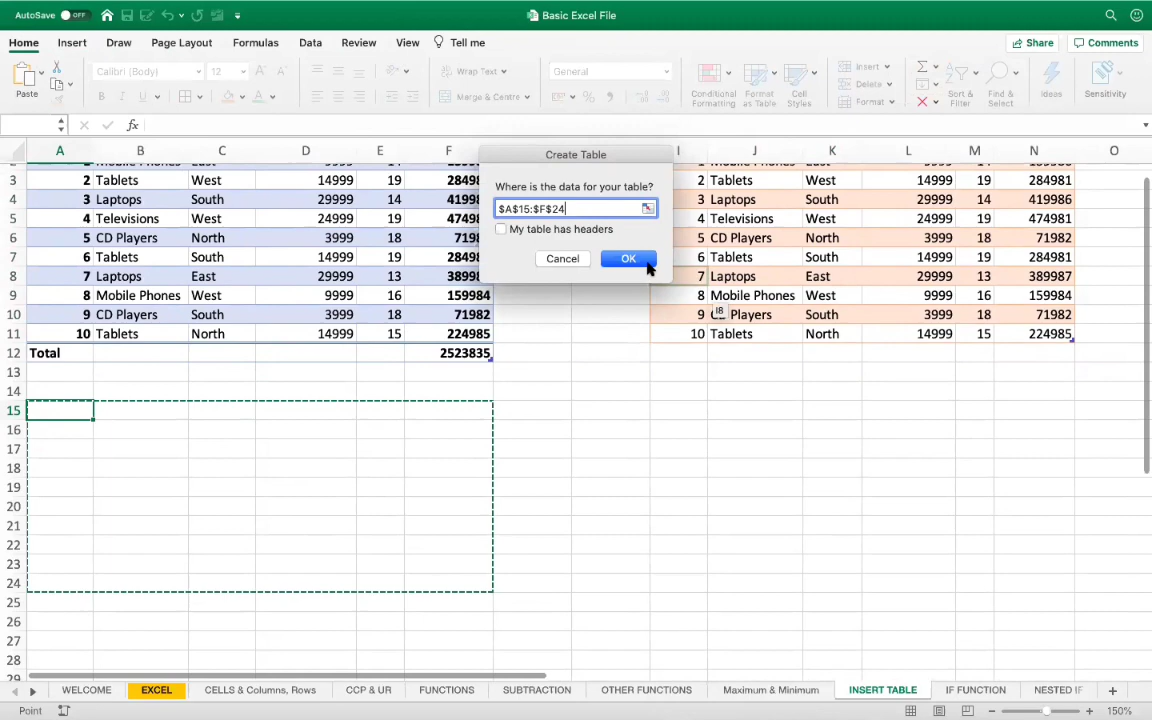 AutoSave OFF Basic Excel File
Home Insert Draw Page Layout Formulas Data Review View Tell me Share Comments
Paste Calibri (Body) 12 A A Wrap Text General Conditional Formatting Format as Table Cell Styles Insert Delete Format Sort & Filter Find & Select Ideas Sensitivity
B I U A Merge & Centre %
fx
A B C D E F I J K L M N O
3 2 Tablets West 14999 19 2 Tablets West 14999 19 284981
4 3 Laptops South 29999 14 3 Laptops South 29999 14 419986
5 4 Televisions West 24999 19 4 Televisions West 24999 19 474981
6 5 CD Players North 3999 18 5 CD Players North 3999 18 71982
7 6 Tablets South 14999 19 6 Tablets South 14999 19 284981
8 7 Laptops East 29999 13 7 Laptops East 29999 13 389987
9 8 Mobile Phones West 9999 16 159984 8 Mobile Phones West 9999 16 159984
10 9 CD Players South 3999 18 71982 9 Players South 3999 18 71982
11 10 Tablets North 14999 15 224985 10 Tablets North 14999 15 224985
12 Total 2523835
13
14
15
16
17
18
19
20
21
22
23
24
25
26
27
28
Create Table
Where is the data for your table?
$A$15:$F$24
My table has headers
Cancel OK
I8
WELCOME EXCEL CELLS & Columns, Rows CCP & UR FUNCTIONS SUBTRACTION OTHER FUNCTIONS Maximum & Minimum INSERT TABLE IF FUNCTION NESTED IF +
Point 150%